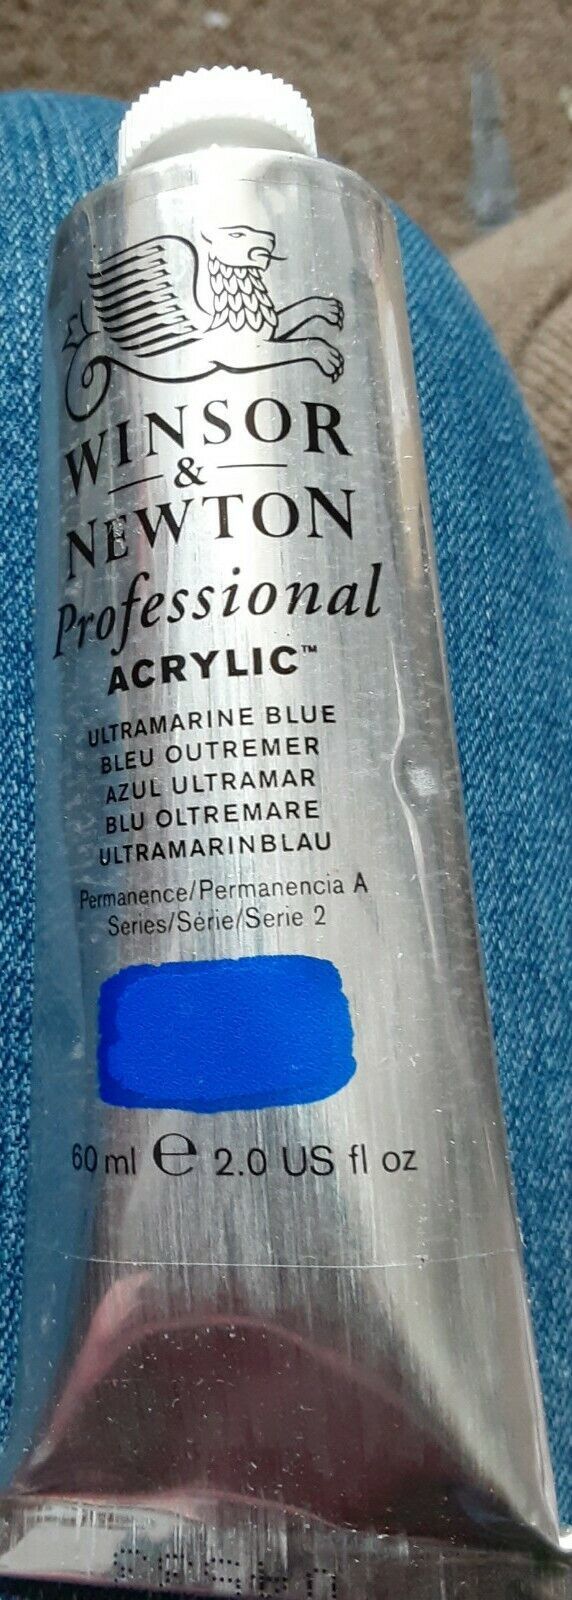 WINSOR
&
NEWTON
Professional
ACRYLIC™
ULTRAMARINE BLUE
BLEU OUTREMER
AZUL ULTRAMAR
BLU OLTREMARE
ULTRAMARINBLAU
Permanence/Permanencia A
Series/Série/Serie 2
60 ml ℮ 2.0 US fl oz